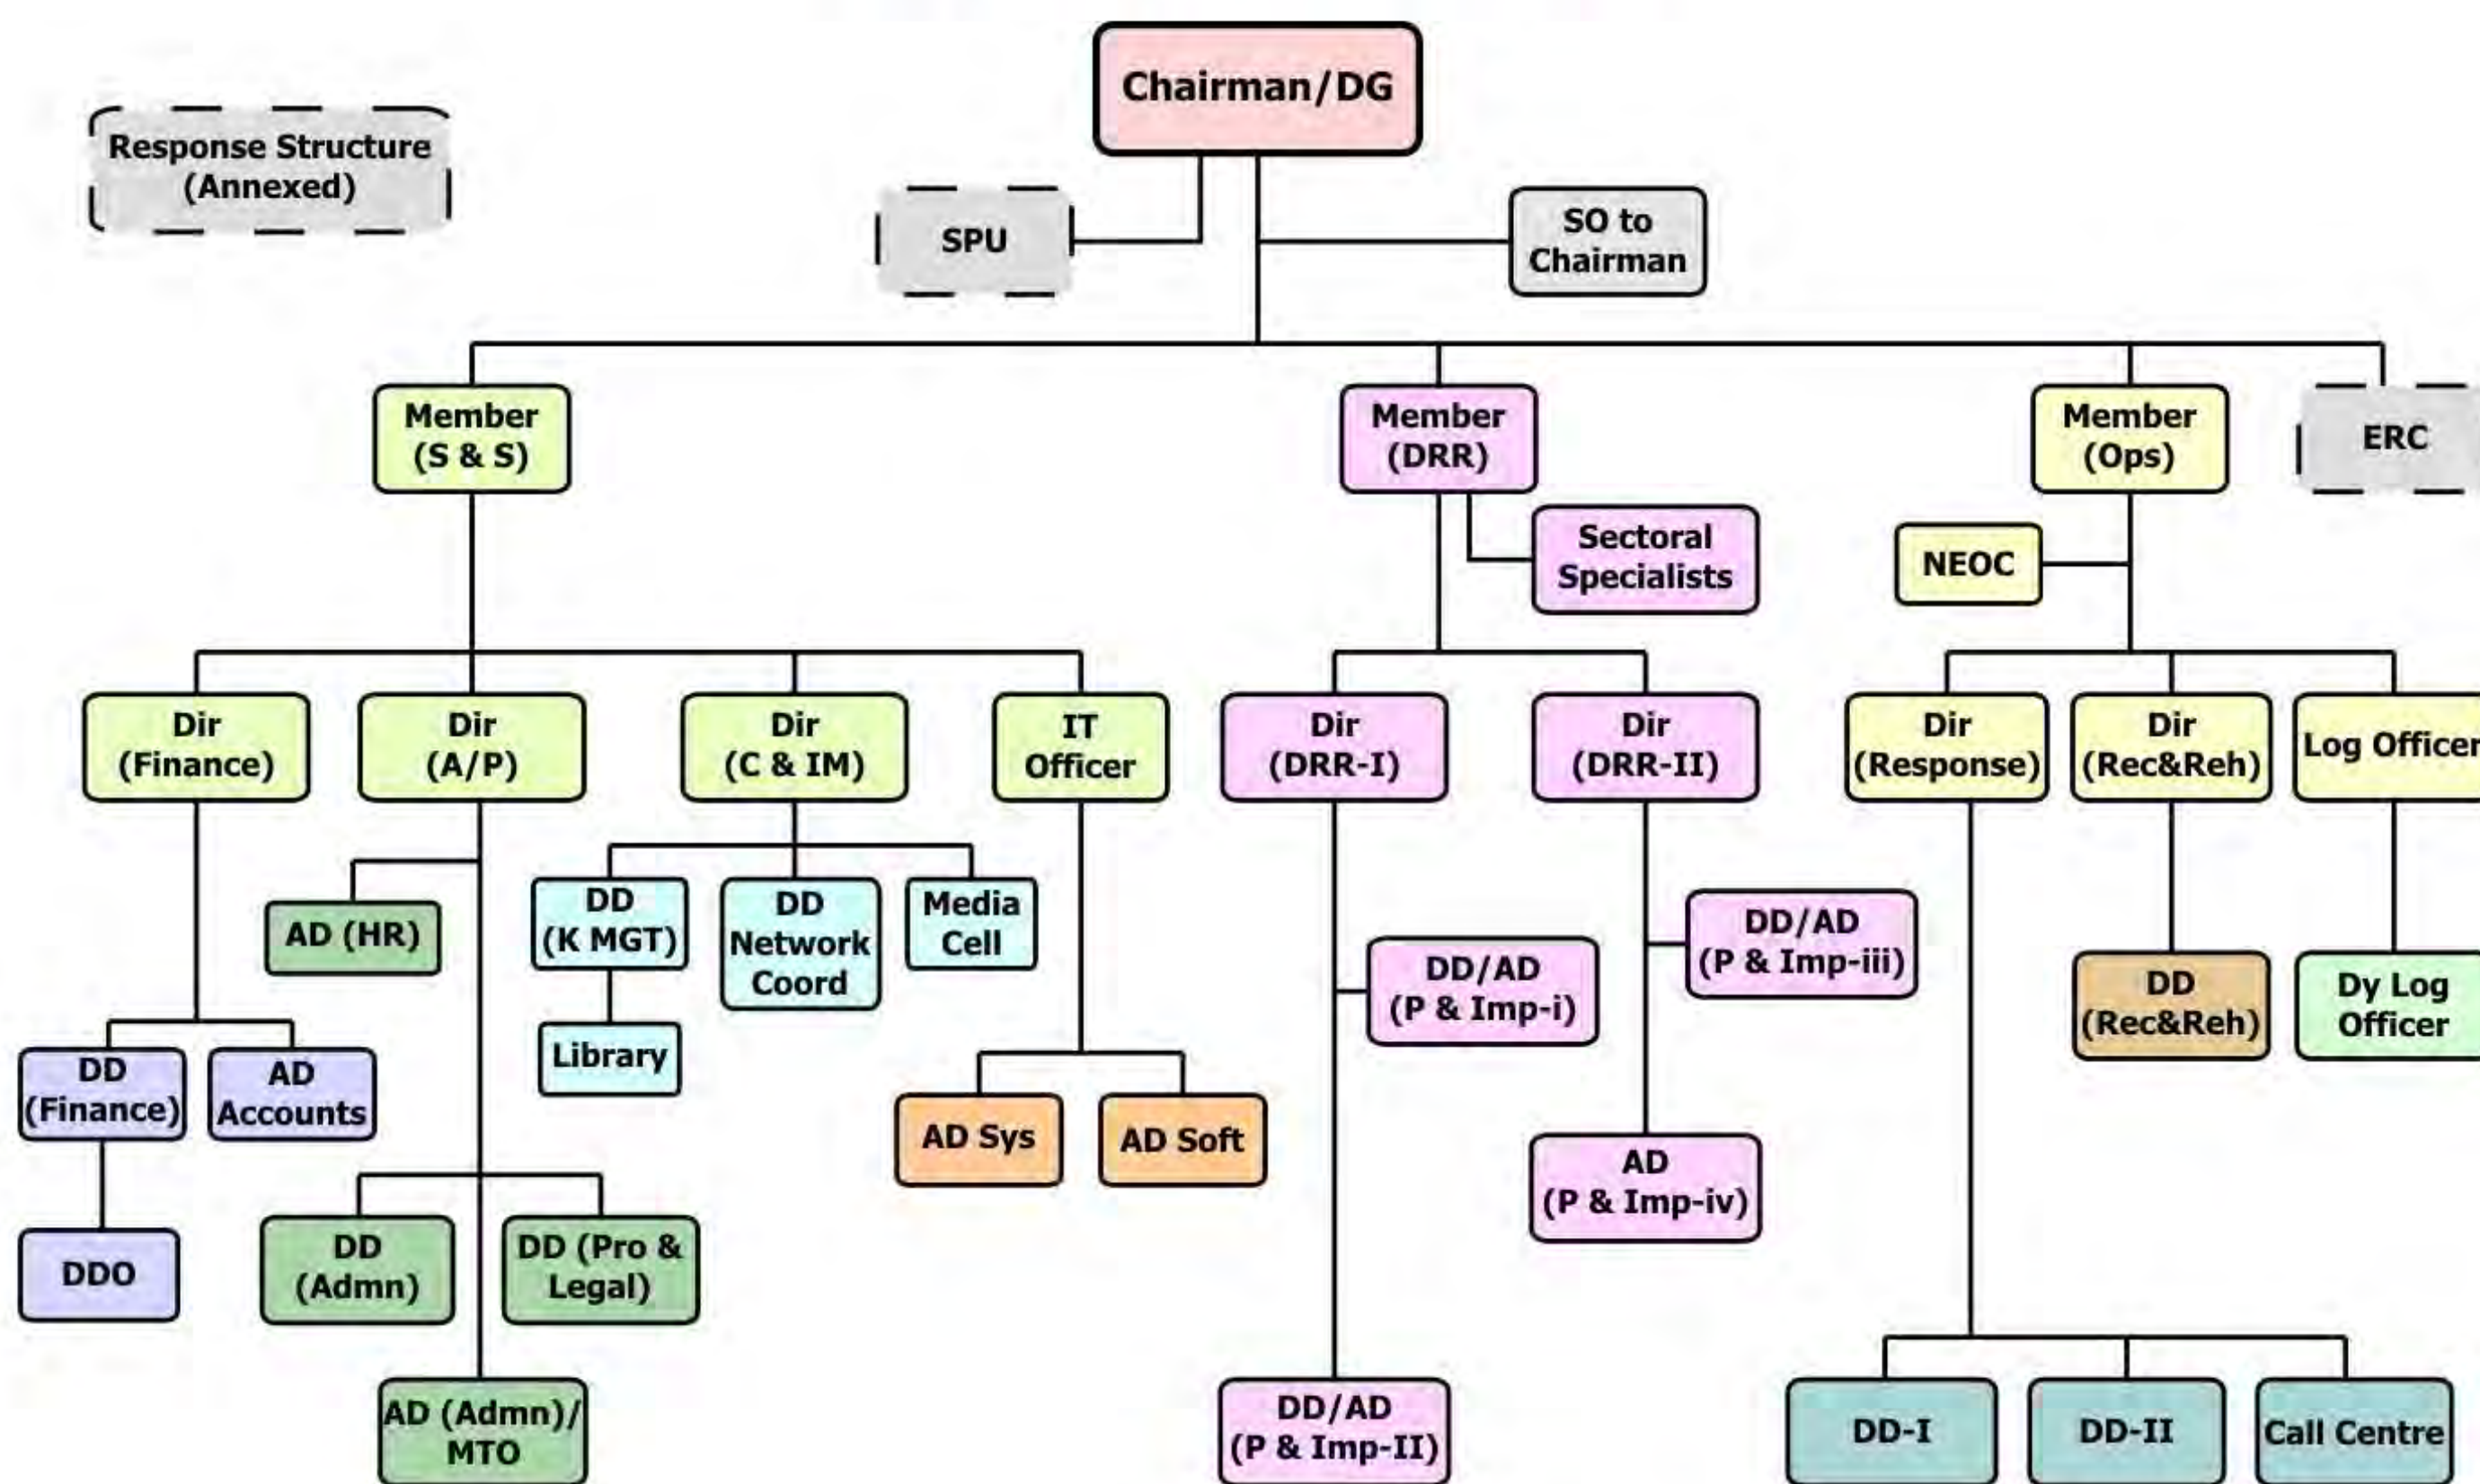 Chairman/DG
Response Structure
(Annexed)
SPU
SO to
Chairman
Member
(S & S)
Member
(DRR)
Member
(Ops)
ERC
Sectoral
Specialists
NEOC
Dir
(Finance)
Dir
(A/P)
Dir
(C & IM)
IT
Officer
Dir
(DRR-I)
Dir
(DRR-II)
Dir
(Response)
Dir
(Rec&Reh)
Log Officer
AD (HR)
DD
(K MGT)
DD
Network
Coord
Media
Cell
DD/AD
(P & Imp-i)
DD/AD
(P & Imp-iii)
DD
(Rec&Reh)
Dy Log
Officer
DD
(Finance)
AD
Accounts
Library
AD Sys
AD Soft
AD
(P & Imp-iv)
DDO
DD
(Admn)
DD (Pro &
Legal)
AD (Admn)/
MTO
DD/AD
(P & Imp-II)
DD-I
DD-II
Call Centre